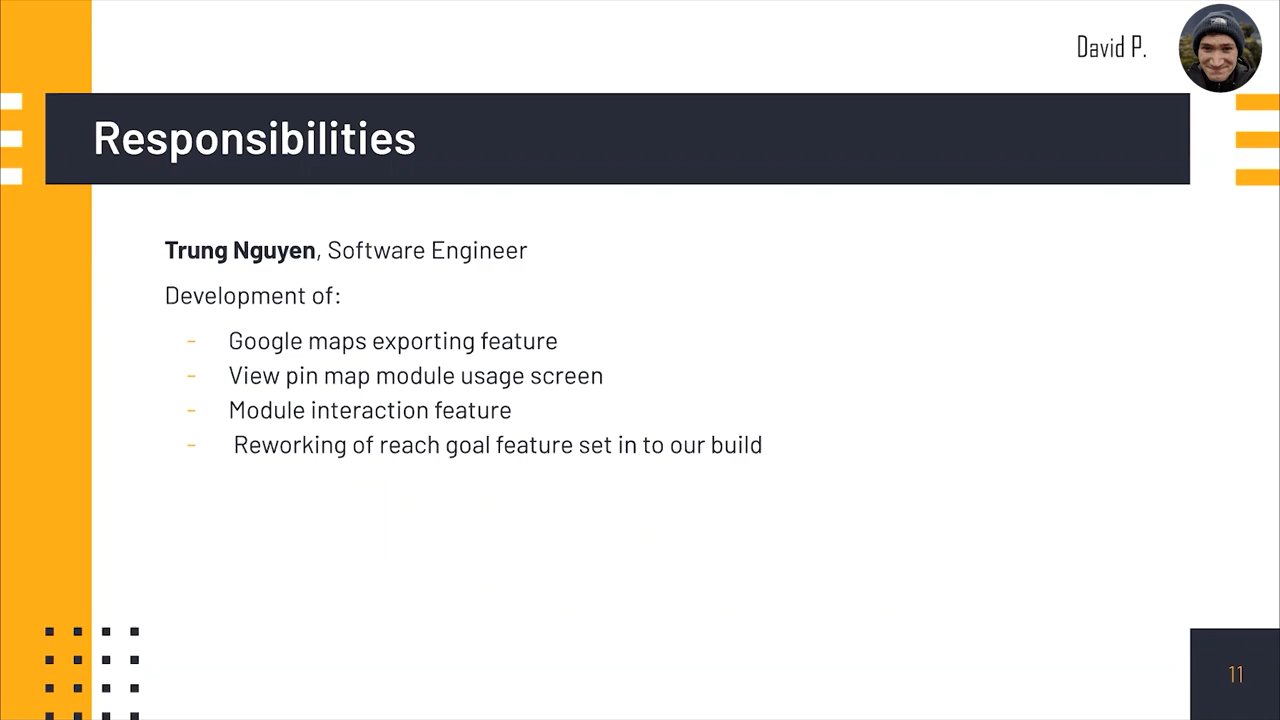 David P.
Responsibilities
Trung Nguyen, Software Engineer
Development of:
- Google maps exporting feature
- View pin map module usage screen
- Module interaction feature
- Reworking of reach goal feature set in to our build
11